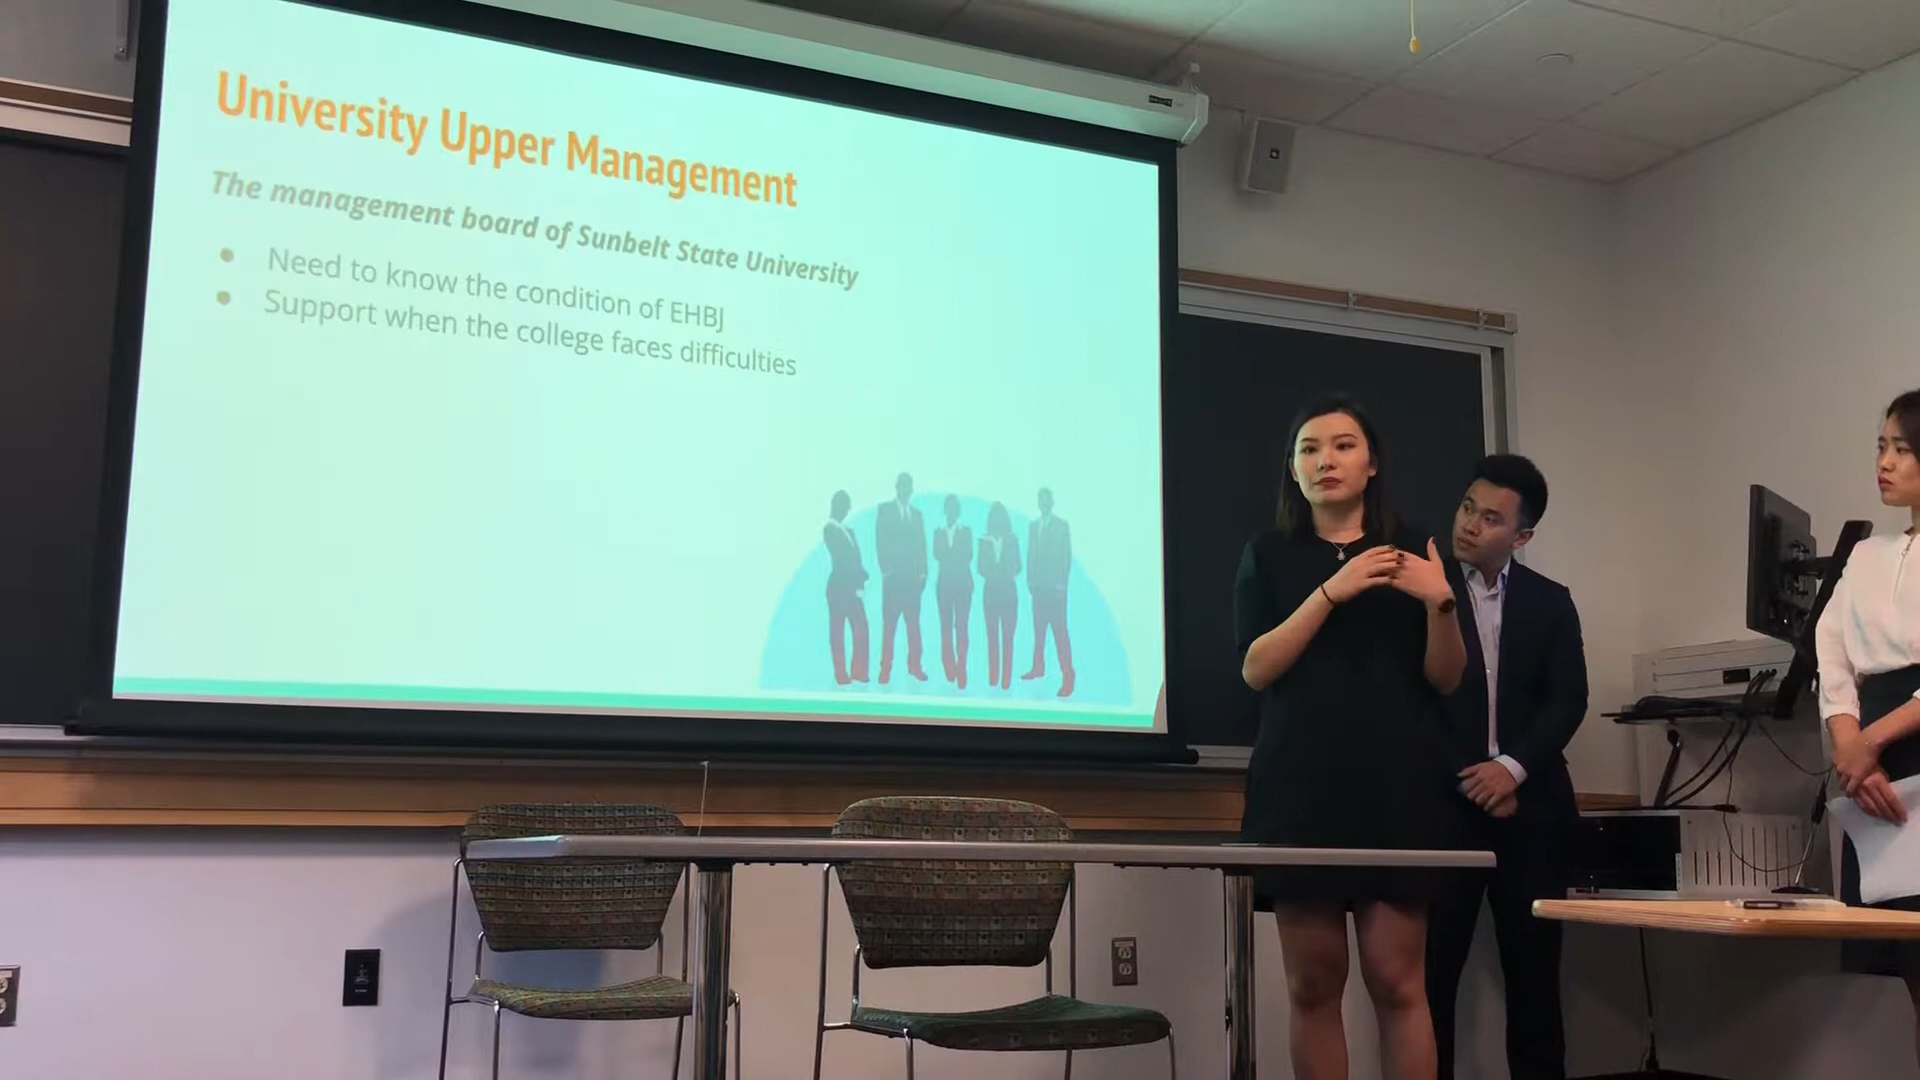 University Upper Management
The management board of Sunbelt State University
● Need to know the condition of EHBJ
● Support when the college faces difficulties